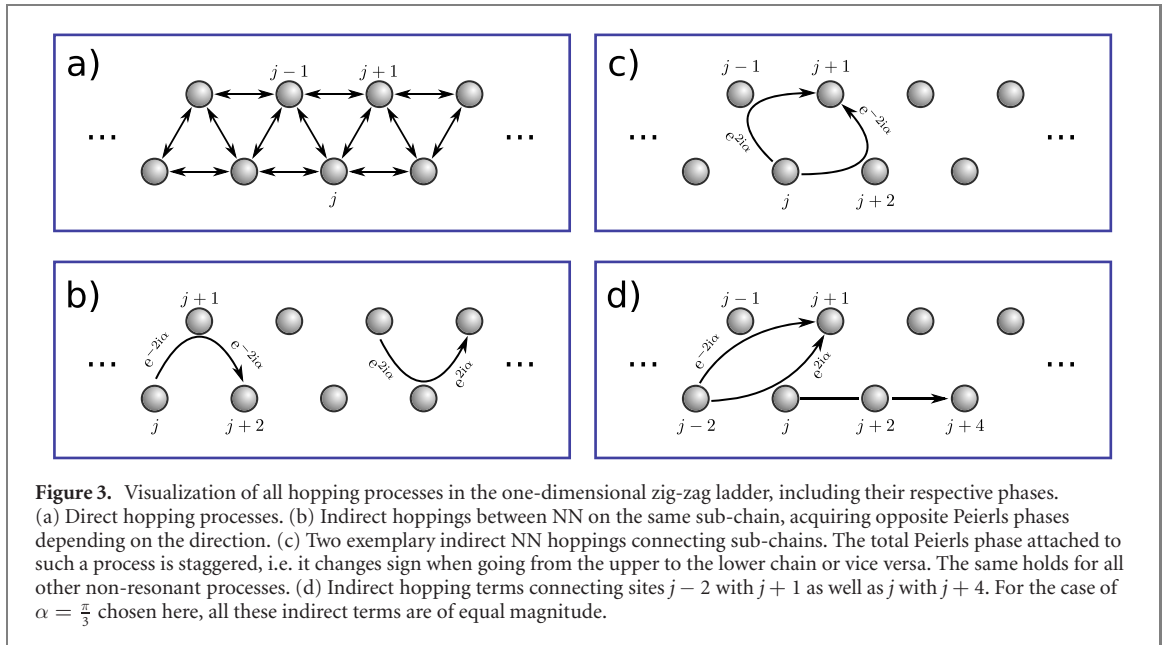 a)
j − 1
j + 1
...
...
j
c)
j − 1
j + 1
e^{−2iα}
e^{2iα}
...
...
j
j + 2
b)
j + 1
e^{−2iα}
e^{−2iα}
e^{2iα}
e^{2iα}
...
...
j
j + 2
d)
j − 1
j + 1
e^{−2iα}
e^{2iα}
...
...
j − 2
j
j + 2
j + 4
Figure 3. Visualization of all hopping processes in the one-dimensional zig-zag ladder, including their respective phases.
(a) Direct hopping processes. (b) Indirect hoppings between NN on the same sub-chain, acquiring opposite Peierls phases
depending on the direction. (c) Two exemplary indirect NN hoppings connecting sub-chains. The total Peierls phase attached to
such a process is staggered, i.e. it changes sign when going from the upper to the lower chain or vice versa. The same holds for all
other non-resonant processes. (d) Indirect hopping terms connecting sites j − 2 with j + 1 as well as j with j + 4. For the case of
α = π/3 chosen here, all these indirect terms are of equal magnitude.